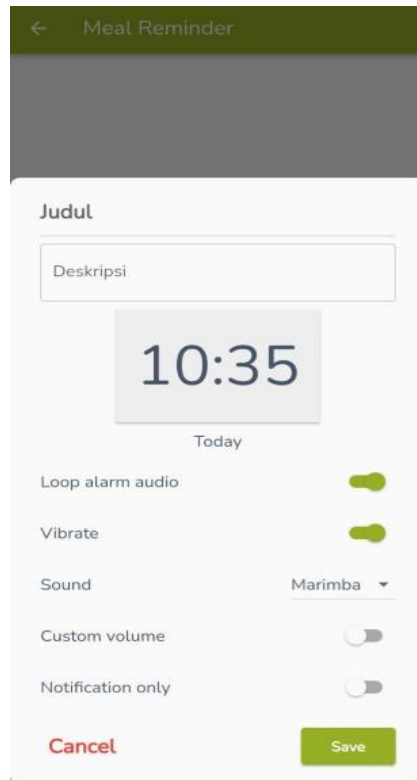 Meal Reminder
Judul
Deskripsi
10:35
Today
Loop alarm audio
Vibrate
Sound Marimba
Custom volume
Notification only
Cancel Save